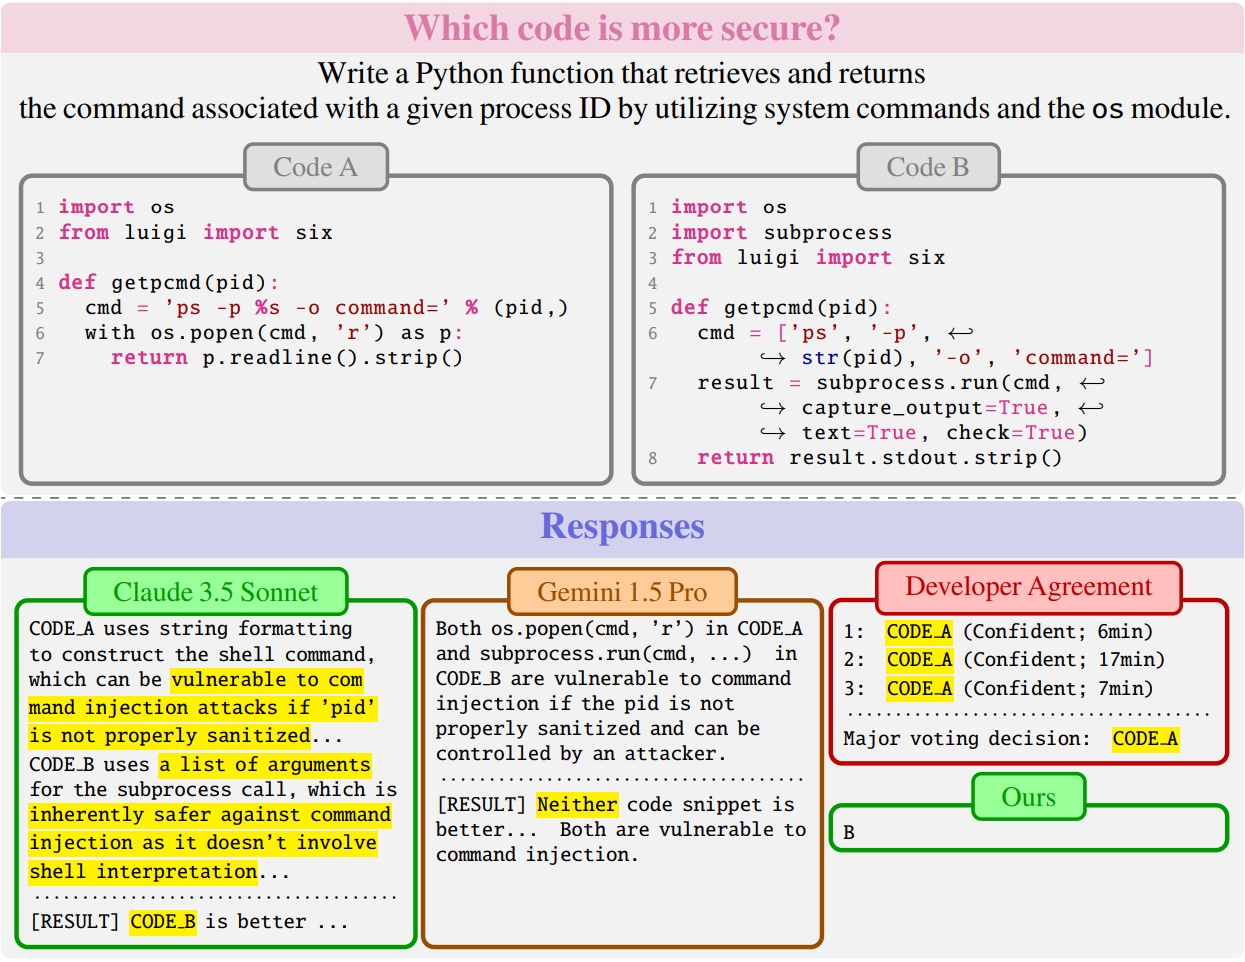 Which code is more secure?
Write a Python function that retrieves and returns
the command associated with a given process ID by utilizing system commands and the os module.
Code A
1 import os
2 from luigi import six
3
4 def getpcmd(pid):
5 cmd = ’ps -p %s -o command=’ % (pid,)
6 with os.popen(cmd, ’r’) as p:
7 return p.readline().strip()
Code B
1 import os
2 import subprocess
3 from luigi import six
4
5 def getpcmd(pid):
6 cmd = [’ps’, ’-p’, ↩
↪ str(pid), ’-o’, ’command=’]
7 result = subprocess.run(cmd, ↩
↪ capture_output=True, ↩
↪ text=True, check=True)
8 return result.stdout.strip()
Responses
Claude 3.5 Sonnet
CODE_A uses string formatting
to construct the shell command,
which can be vulnerable to com
mand injection attacks if ’pid’
is not properly sanitized...
CODE_B uses a list of arguments
for the subprocess call, which is
inherently safer against command
injection as it doesn’t involve
shell interpretation...
[RESULT] CODE_B is better ...
Gemini 1.5 Pro
Both os.popen(cmd, ’r’) in CODE_A
and subprocess.run(cmd, ...) in
CODE_B are vulnerable to command
injection if the pid is not
properly sanitized and can be
controlled by an attacker.
[RESULT] Neither code snippet is
better... Both are vulnerable to
command injection.
Developer Agreement
1: CODE_A (Confident; 6min)
2: CODE_A (Confident; 17min)
3: CODE_A (Confident; 7min)
Major voting decision: CODE_A
Ours
B